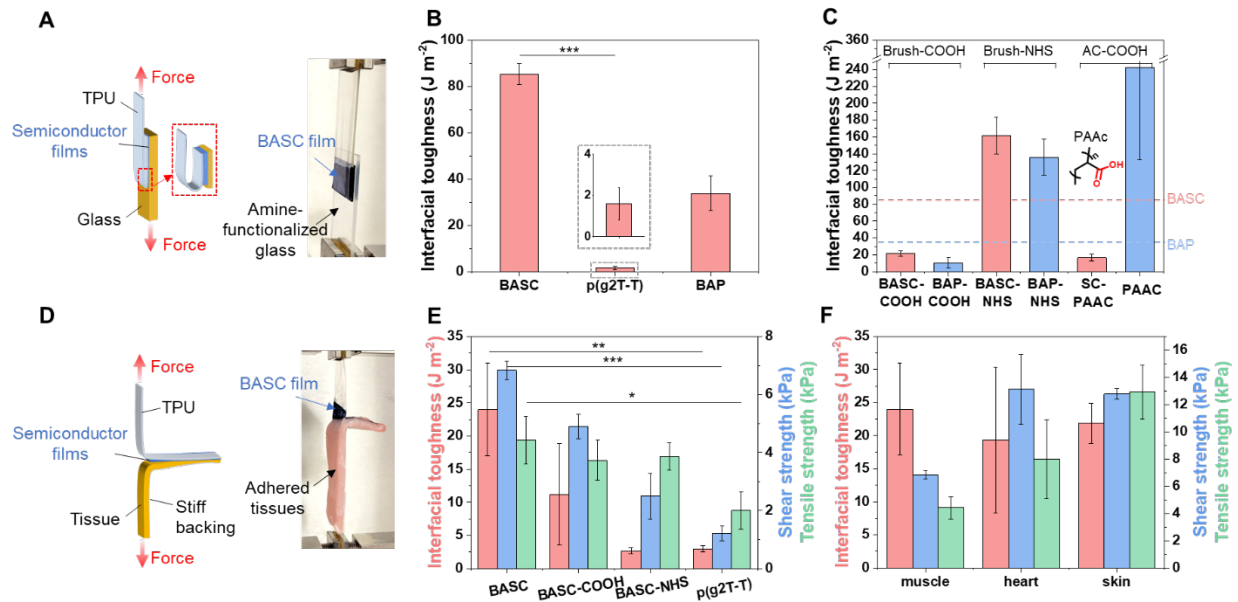 A
Force
TPU
Semiconductor
films
Glass
Force
BASC film
Amine-
functionalized
glass
B
Interfacial toughness (J m⁻²)
100
80
60
40
20
0
***
4
2
0
BASC
p(g2T-T)
BAP
C
Interfacial toughness (J m⁻²)
360
240
220
200
180
160
140
120
100
80
60
40
20
0
Brush-COOH
Brush-NHS
AC-COOH
PAAc
n
OH
O
BASC
BAP
BASC-
COOH
BAP-
COOH
BASC-
NHS
BAP-
NHS
SC-
PAAC
PAAC
D
Force
TPU
Semiconductor
films
Tissue
Stiff
backing
Force
BASC film
Adhered
tissues
E
Interfacial toughness (J m⁻²)
35
30
25
20
15
10
5
0
**
***
*
8
6
4
2
0
Shear strength (kPa)
Tensile strength (kPa)
BASC
BASC-COOH
BASC-NHS
p(g2T-T)
F
Interfacial toughness (J m⁻²)
35
30
25
20
15
10
5
0
16
14
12
10
8
6
4
2
0
Shear strength (kPa)
Tensile strength (kPa)
muscle
heart
skin